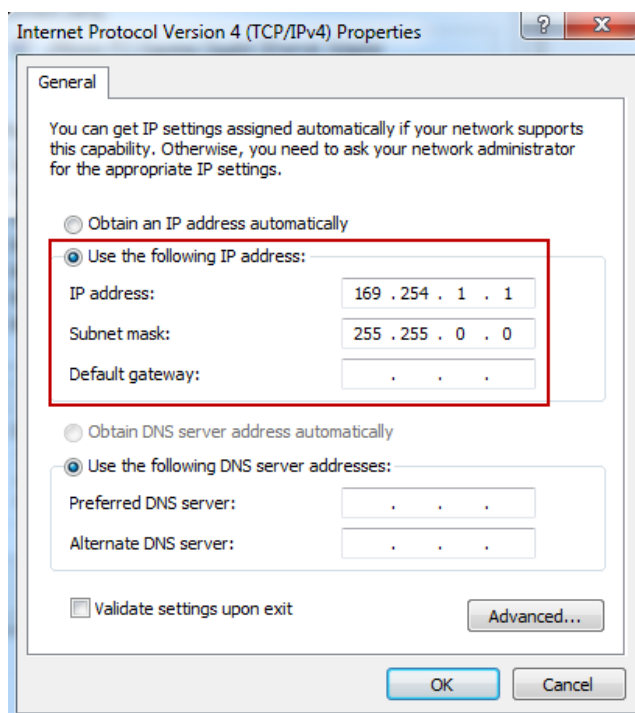 Internet Protocol Version 4 (TCP/IPv4) Properties
General
You can get IP settings assigned automatically if your network supports
this capability. Otherwise, you need to ask your network administrator
for the appropriate IP settings.
Obtain an IP address automatically
Use the following IP address:
IP address: 169 . 254 . 1 . 1
Subnet mask: 255 . 255 . 0 . 0
Default gateway: . . .
Obtain DNS server address automatically
Use the following DNS server addresses:
Preferred DNS server: . . .
Alternate DNS server: . . .
Validate settings upon exit
Advanced...
OK Cancel